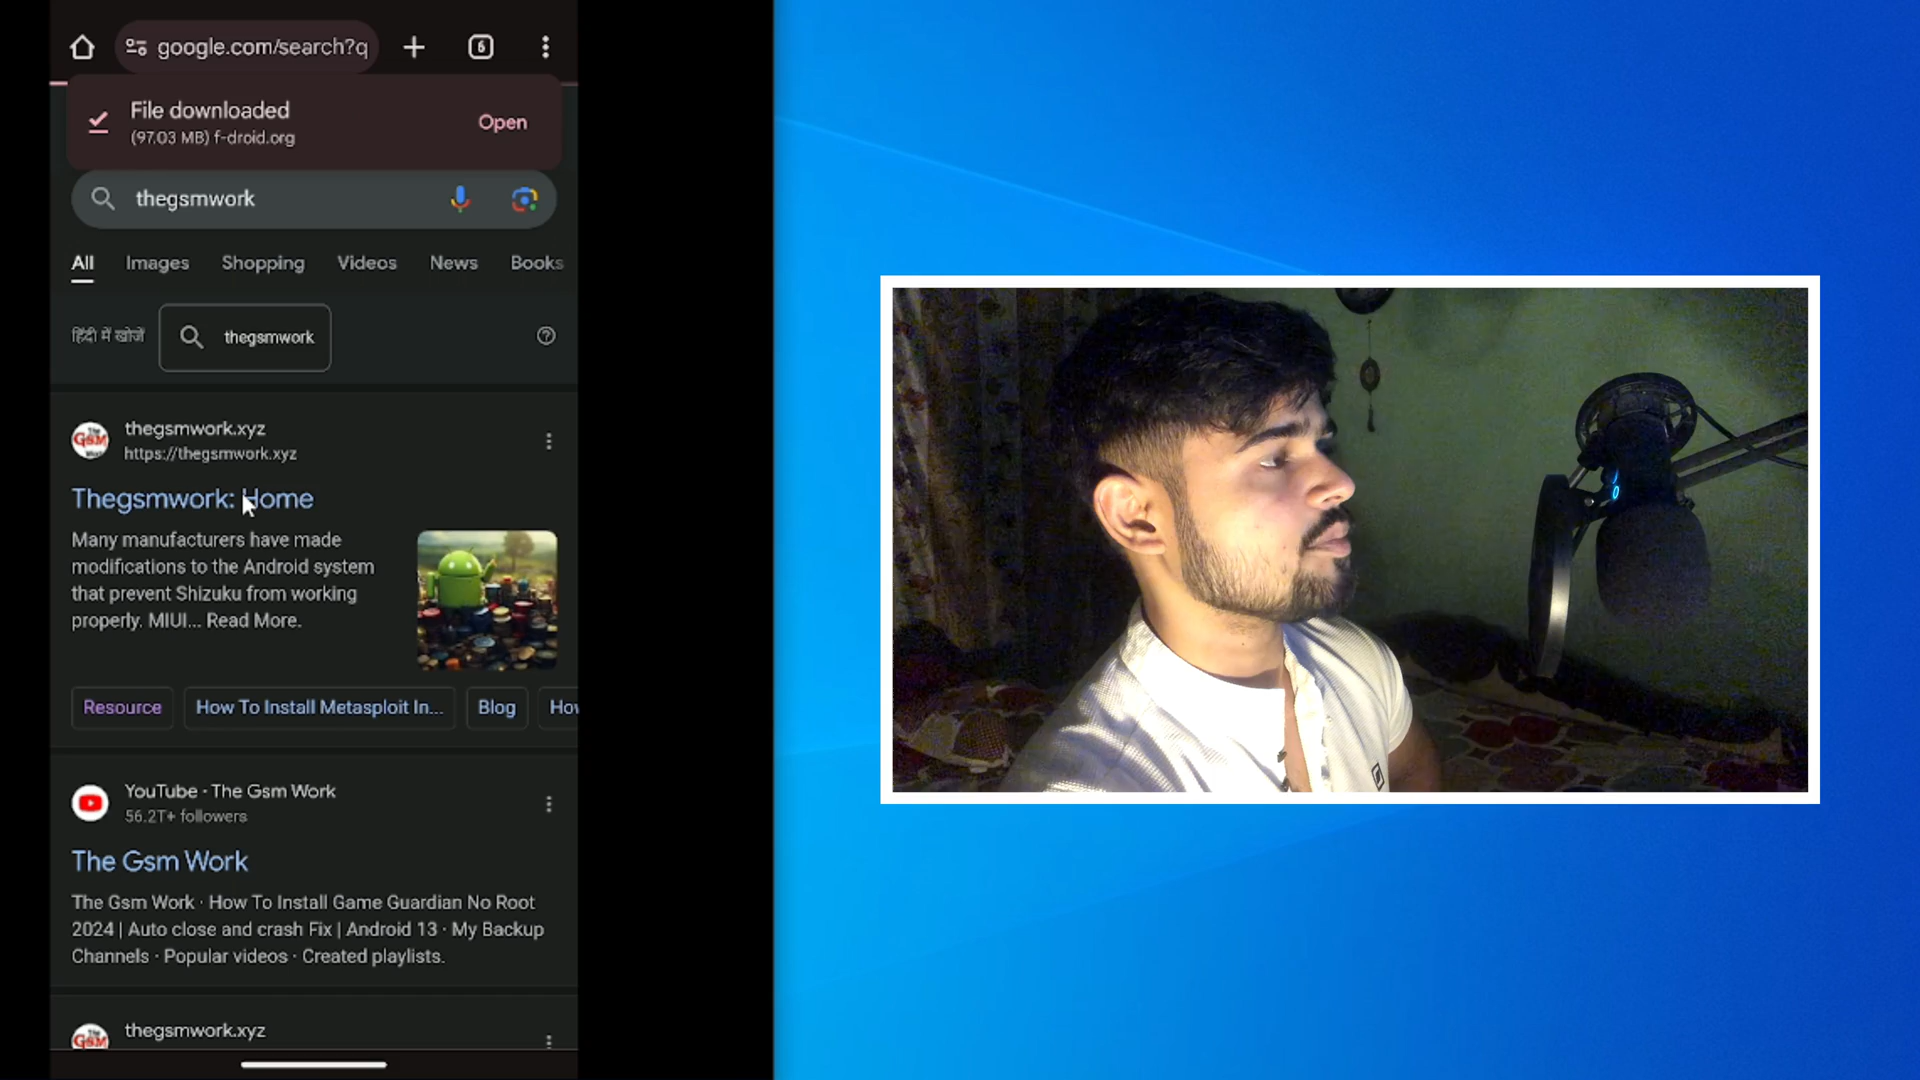 google.com/search?q
6
File downloaded
(97.03 MB) f-droid.org
Open
thegsmwork
All Images Shopping Videos News Books
हिंदी में खोजें thegsmwork
thegsmwork.xyz
https://thegsmwork.xyz
Thegsmwork: Home
Many manufacturers have made
modifications to the Android system
that prevent Shizuku from working
properly. MIUI... Read More.
Resource How To Install Metasploit In... Blog How
YouTube · The Gsm Work
56.2T+ followers
The Gsm Work
The Gsm Work · How To Install Game Guardian No Root
2024 | Auto close and crash Fix | Android 13 · My Backup
Channels · Popular videos · Created playlists.
thegsmwork.xyz